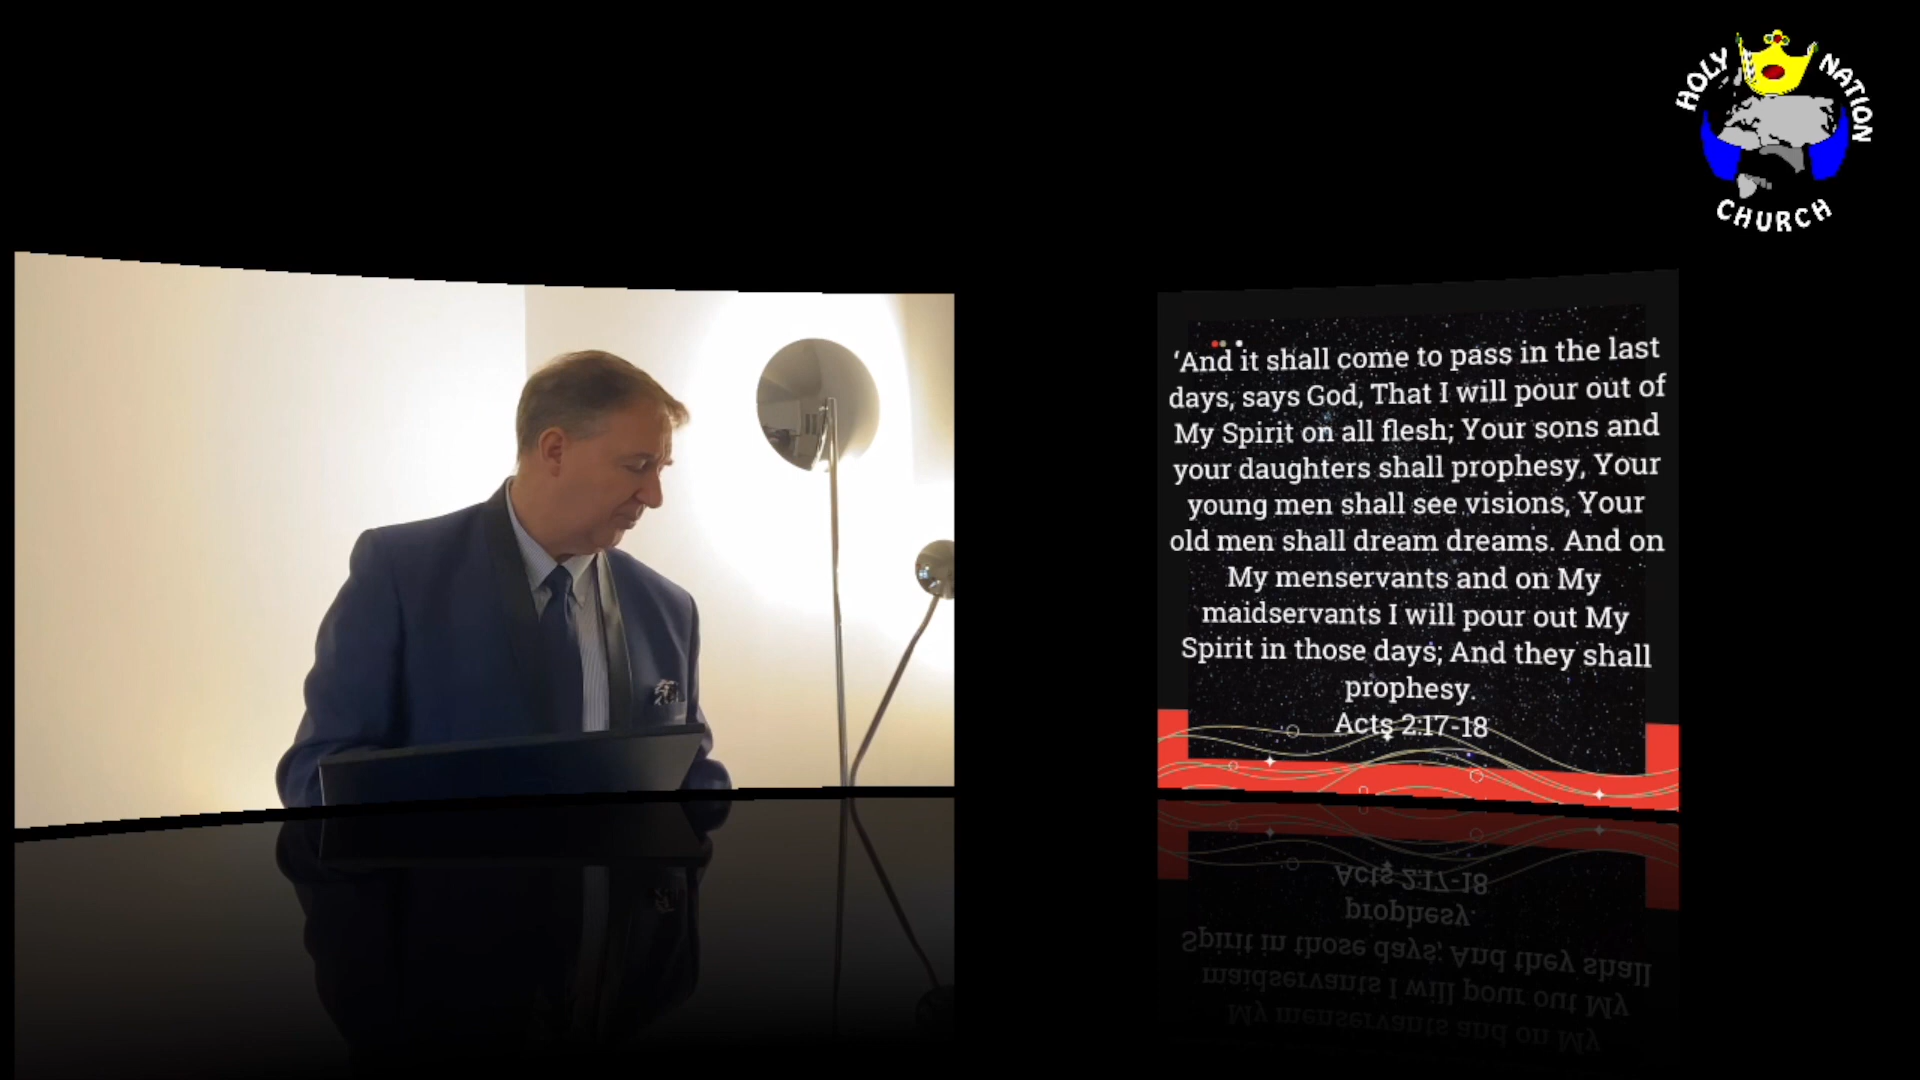 HOLY NATION
CHURCH
‘And it shall come to pass in the last
days, says God, That I will pour out of
My Spirit on all flesh; Your sons and
your daughters shall prophesy, Your
young men shall see visions, Your
old men shall dream dreams. And on
My menservants and on My
maidservants I will pour out My
Spirit in those days; And they shall
prophesy.
Acts 2:17-18